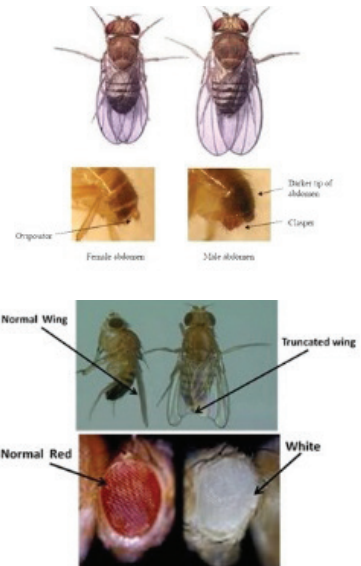 Darker tip of
abdomen
Ovipositor
Clasper
Female abdomen
Male abdomen
Normal Wing
Truncated wing
Normal Red
White